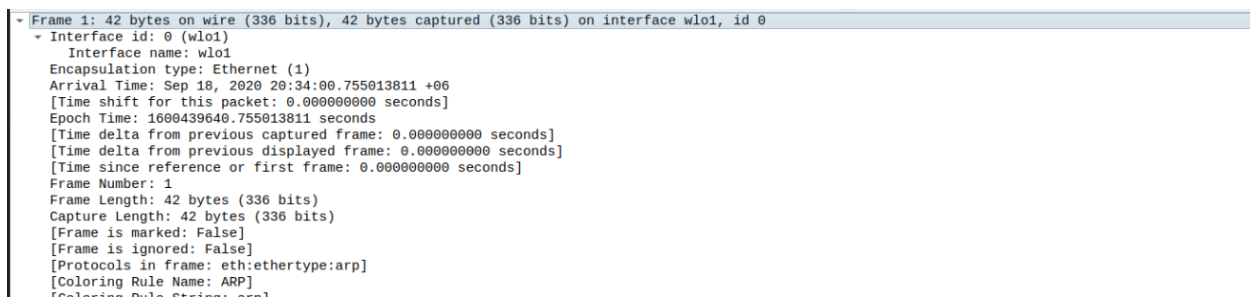 Frame 1: 42 bytes on wire (336 bits), 42 bytes captured (336 bits) on interface wlo1, id 0
Interface id: 0 (wlo1)
Interface name: wlo1
Encapsulation type: Ethernet (1)
Arrival Time: Sep 18, 2020 20:34:00.755013811 +06
[Time shift for this packet: 0.000000000 seconds]
Epoch Time: 1600439640.755013811 seconds
[Time delta from previous captured frame: 0.000000000 seconds]
[Time delta from previous displayed frame: 0.000000000 seconds]
[Time since reference or first frame: 0.000000000 seconds]
Frame Number: 1
Frame Length: 42 bytes (336 bits)
Capture Length: 42 bytes (336 bits)
[Frame is marked: False]
[Frame is ignored: False]
[Protocols in frame: eth:ethertype:arp]
[Coloring Rule Name: ARP]
[Coloring Rule String: arp]